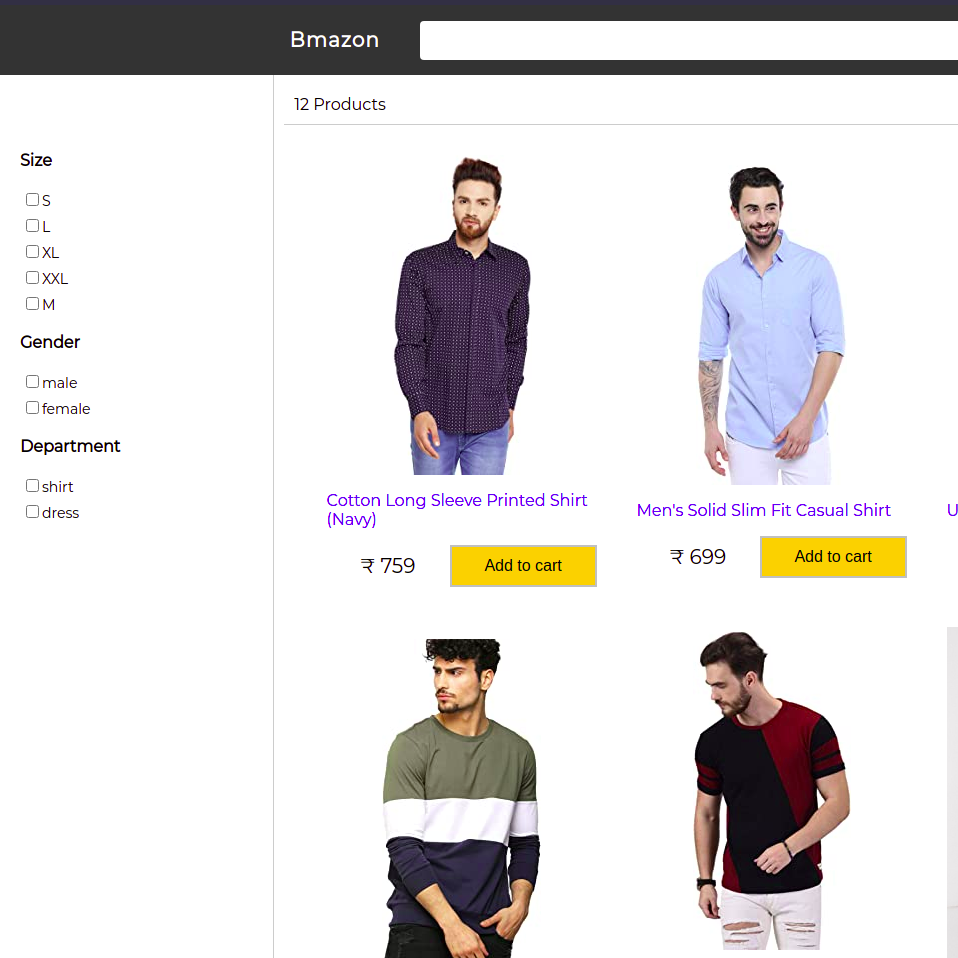 Bmazon
12 Products
Size
S
L
XL
XXL
M
Gender
male
female
Department
shirt
dress
Cotton Long Sleeve Printed Shirt
(Navy)
₹ 759
Add to cart
Men's Solid Slim Fit Casual Shirt
₹ 699
Add to cart
U